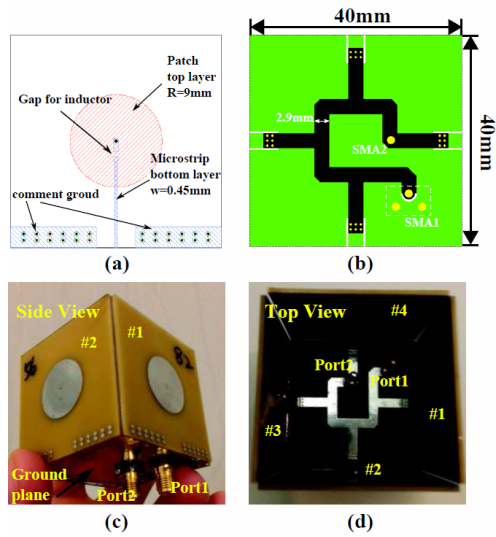 40mm
Patch
top layer
R=9mm
Gap for inductor
Microstrip
bottom layer
w=0.45mm
comment groud
2.9mm
SMA2
SMA1
40mm
(a)
(b)
Side View
#2
#1
82
Ground
plane
Port2
Port1
Top View
#4
Port2
Port1
#3
#1
#2
(c)
(d)